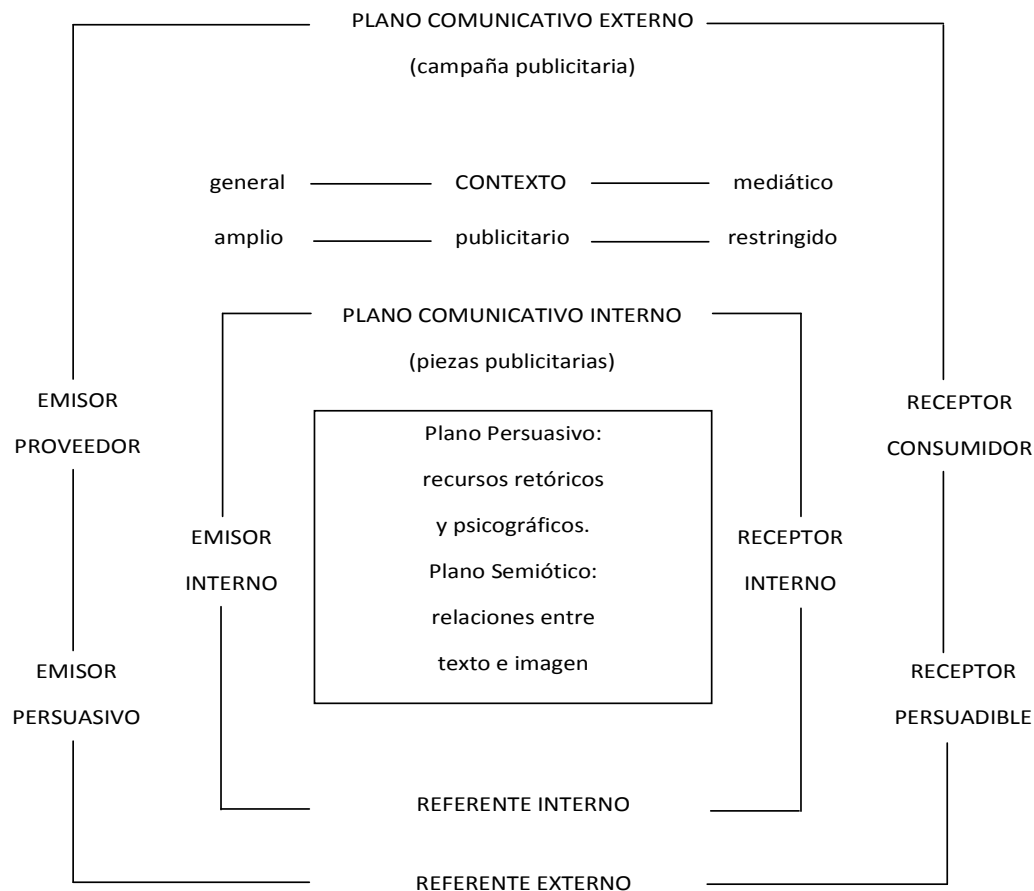 PLANO COMUNICATIVO EXTERNO
(campaña publicitaria)
general CONTEXTO mediático
amplio publicitario restringido
PLANO COMUNICATIVO INTERNO
(piezas publicitarias)
EMISOR
PROVEEDOR
RECEPTOR
CONSUMIDOR
Plano Persuasivo:
recursos retóricos
y psicográficos.
Plano Semiótico:
relaciones entre
texto e imagen
EMISOR
INTERNO
RECEPTOR
INTERNO
EMISOR
PERSUASIVO
RECEPTOR
PERSUADIBLE
REFERENTE INTERNO
REFERENTE EXTERNO